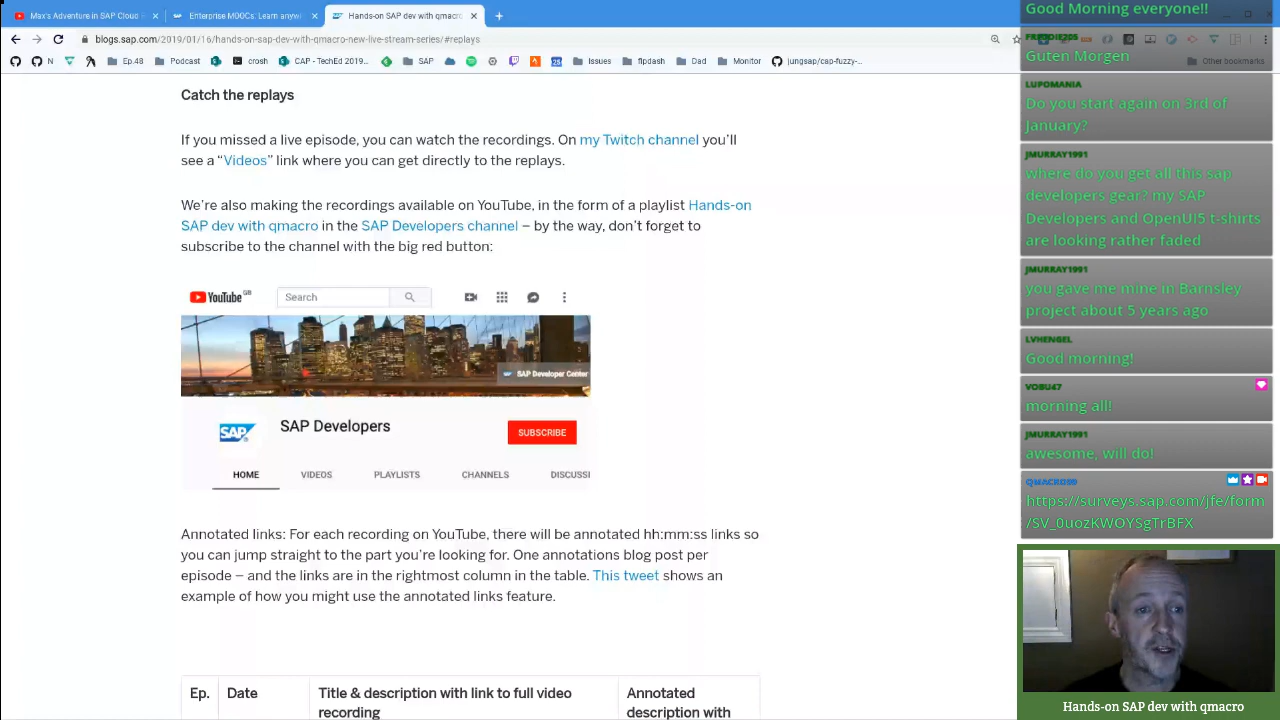 Max's Adventure in SAP Cloud
Enterprise MOOCs: Learn anywh
Hands-on SAP dev with qmacro
blogs.sap.com/2019/01/16/hands-on-sap-dev-with-qmacro-new-live-stream-series/#replays
N
Ep.48
Podcast
crosh
SAP
Issues
flpdash
Dad
Monitor
jungsap/cap-fuzzy-...
Other bookmarks
Catch the replays
If you missed a live episode, you can watch the recordings. On my Twitch channel you'll
see a “Videos” link where you can get directly to the replays.
We're also making the recordings available on YouTube, in the form of a playlist Hands-on
SAP dev with qmacro in the SAP Developers channel – by the way, don't forget to
subscribe to the channel with the big red button:
YouTube GB
Search
SAP Developer Center
SAP
SAP Developers
SUBSCRIBE
HOME VIDEOS PLAYLISTS CHANNELS DISCUSSI
Annotated links: For each recording on YouTube, there will be annotated hh:mm:ss links so
you can jump straight to the part you're looking for. One annotations blog post per
episode – and the links are in the rightmost column in the table. This tweet shows an
example of how you might use the annotated links feature.
Ep. Date Title & description with link to full video Annotated
recording description with
Good Morning everyone!!
Guten Morgen
LUPOMANIA
Do you start again on 3rd of
January?
JMURRAY1991
where do you get all this sap
developers gear? my SAP
Developers and OpenUI5 t-shirts
are looking rather faded
JMURRAY1991
you gave me mine in Barnsley
project about 5 years ago
LVHENGEL
Good morning!
VOBU47
morning all!
JMURRAY1991
awesome, will do!
https://surveys.sap.com/jfe/form
/SV_0uozKWOYSgTrBFX
Hands-on SAP dev with qmacro